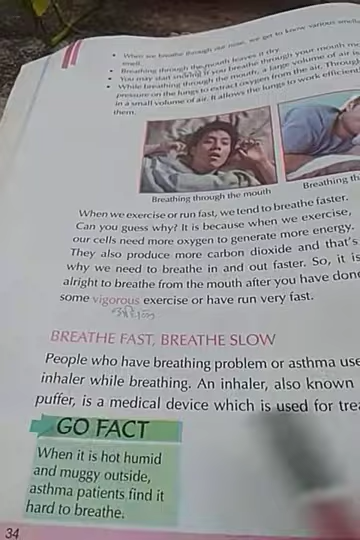 • When we breathe through our nose, we get to know various smells
smell.
• Breathing through the mouth leaves it dry.
• You may start snoring if you breathe through your mouth
• While breathing through the mouth, a large volume of air is
pressure on the lungs to extract oxygen from the air. Through
in a small volume of air. It allows the lungs to work efficien
them.
Breathing through the mouth
Breathing th
When we exercise or run fast, we tend to breathe faster.
Can you guess why? It is because when we exercise,
our cells need more oxygen to generate more energy.
They also produce more carbon dioxide and that's
why we need to breathe in and out faster. So, it is
alright to breathe from the mouth after you have done
some vigorous exercise or have run very fast.
BREATHE FAST, BREATHE SLOW
People who have breathing problem or asthma use
inhaler while breathing. An inhaler, also known
puffer, is a medical device which is used for trea
GO FACT
When it is hot humid
and muggy outside,
asthma patients find it
hard to breathe.
34